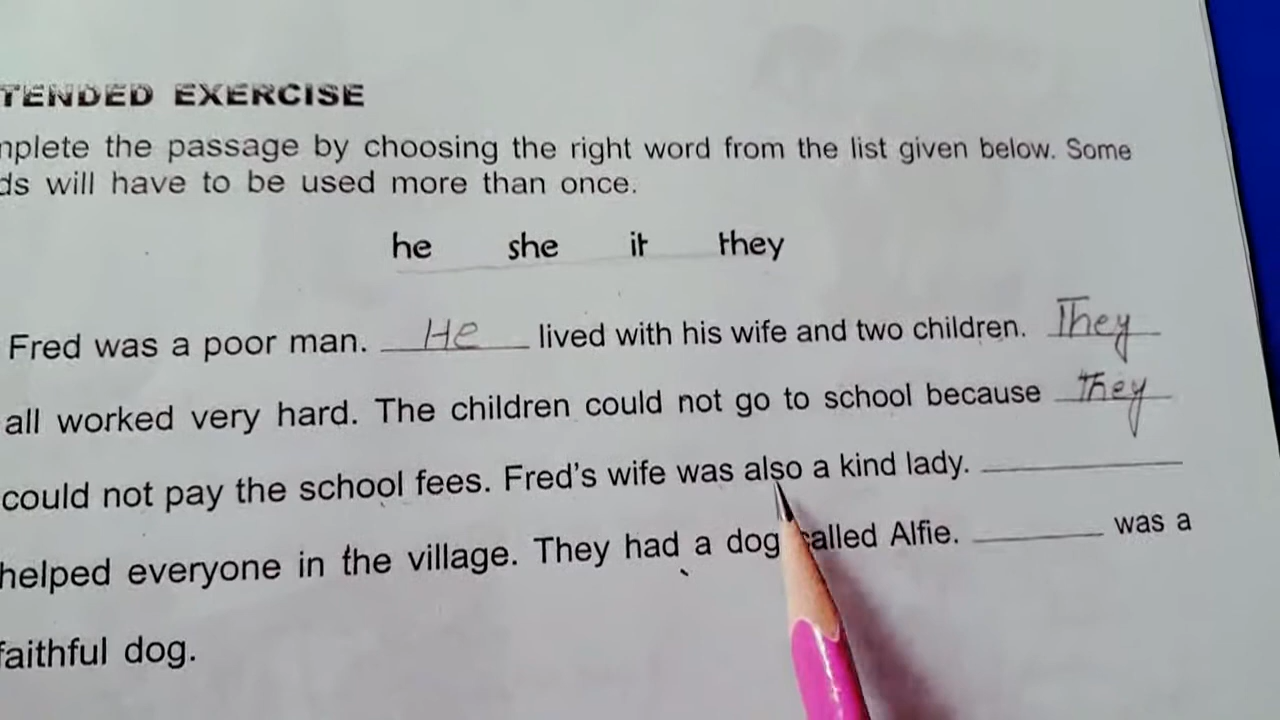 TENDED EXERCISE
mplete the passage by choosing the right word from the list given below. Some
ds will have to be used more than once.
he she it they
Fred was a poor man. He lived with his wife and two children. They
all worked very hard. The children could not go to school because they
could not pay the school fees. Fred's wife was also a kind lady.
helped everyone in the village. They had a dog called Alfie. was a
faithful dog.